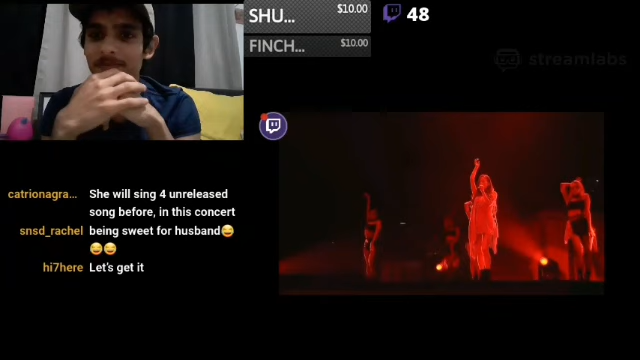 SHU... $10.00
FINCH... $10.00
48
streamlabs
catrionagra... She will sing 4 unreleased
song before, in this concert
snsd_rachel being sweet for husband😅
😅😅
hi7here Let's get it